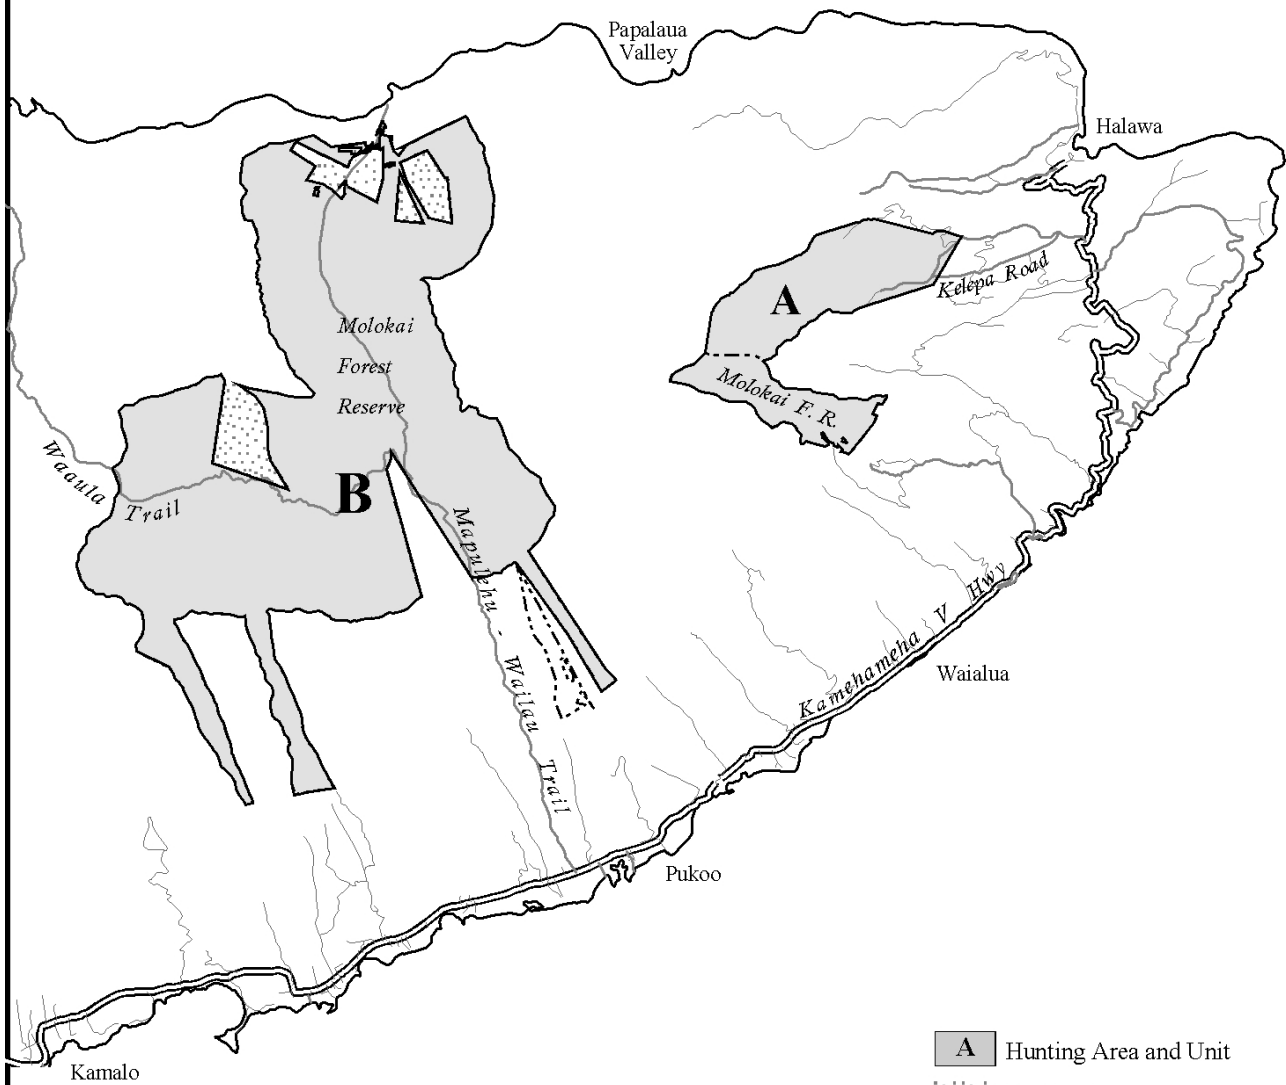 Papalaua
Valley
Halawa
Kelepa Road
A
Molokai
Forest
Reserve
Molokai F. R.
Waaula
Trail
B
Mapulehu - Wailau Trail
Kamehameha V Hwy
Waialua
Pukoo
Kamalo
A Hunting Area and Unit